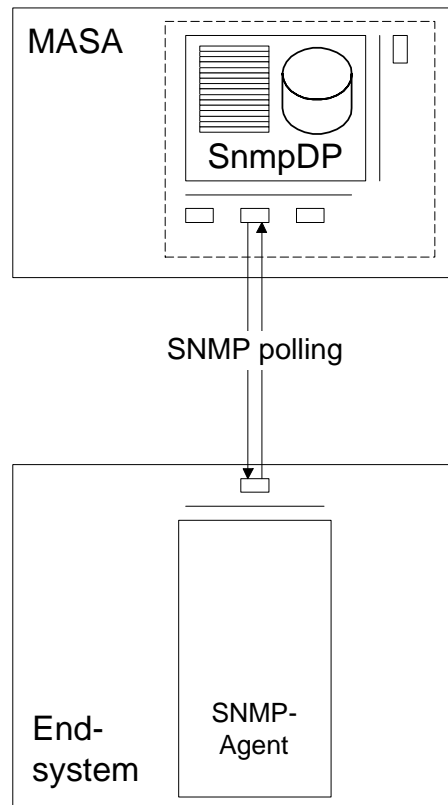 MASA
SnmpDP
SNMP polling
SNMP-
Agent
End-
system